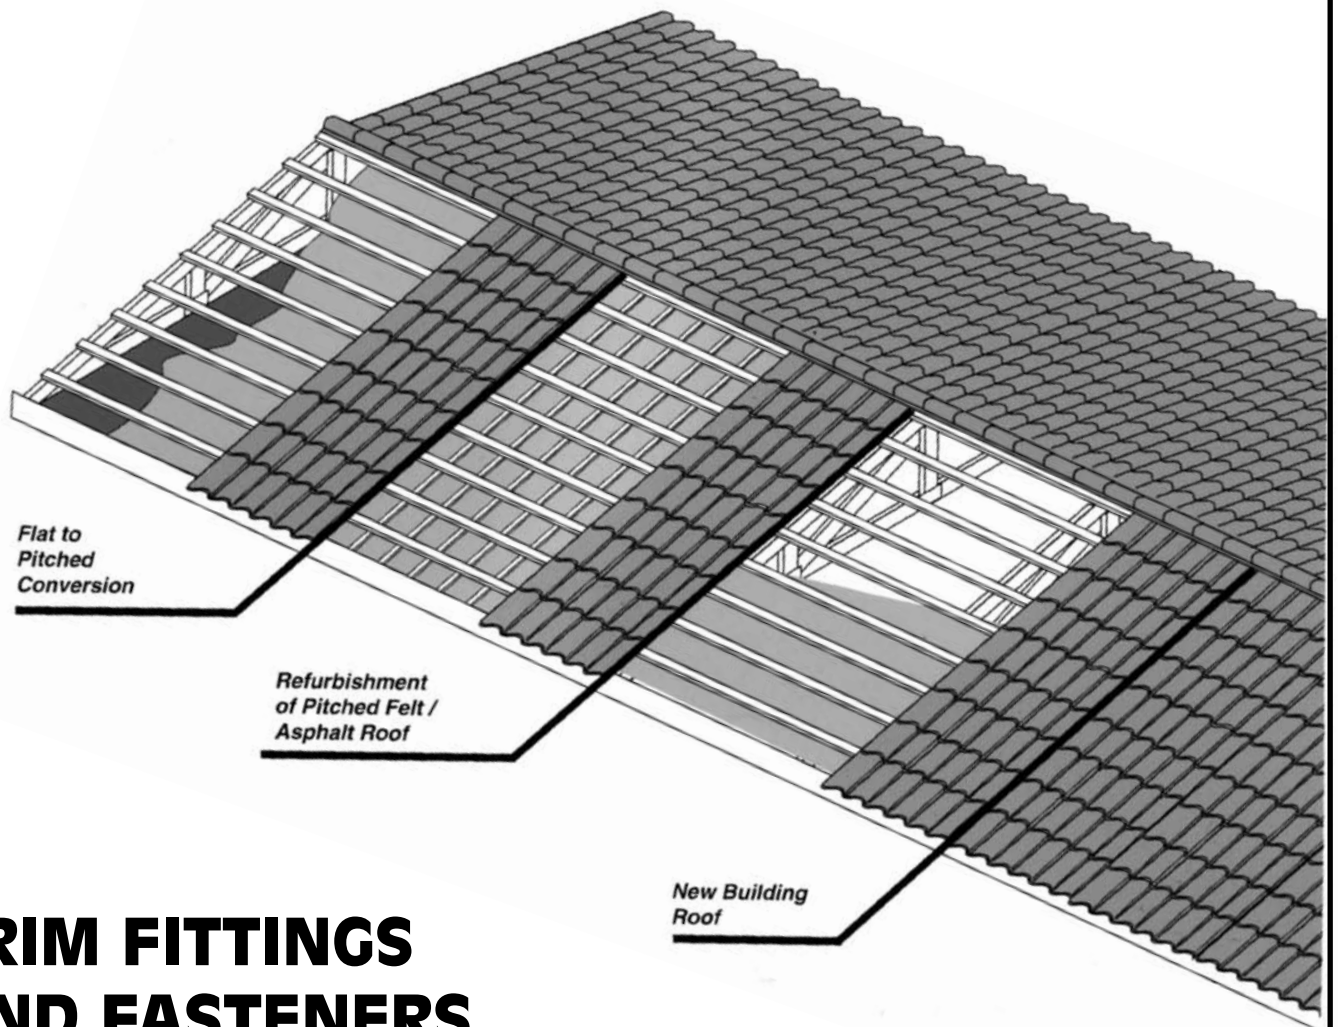 Flat to
Pitched
Conversion
Refurbishment
of Pitched Felt /
Asphalt Roof
New Building
Roof
RIM FITTINGS
ND FASTENERS